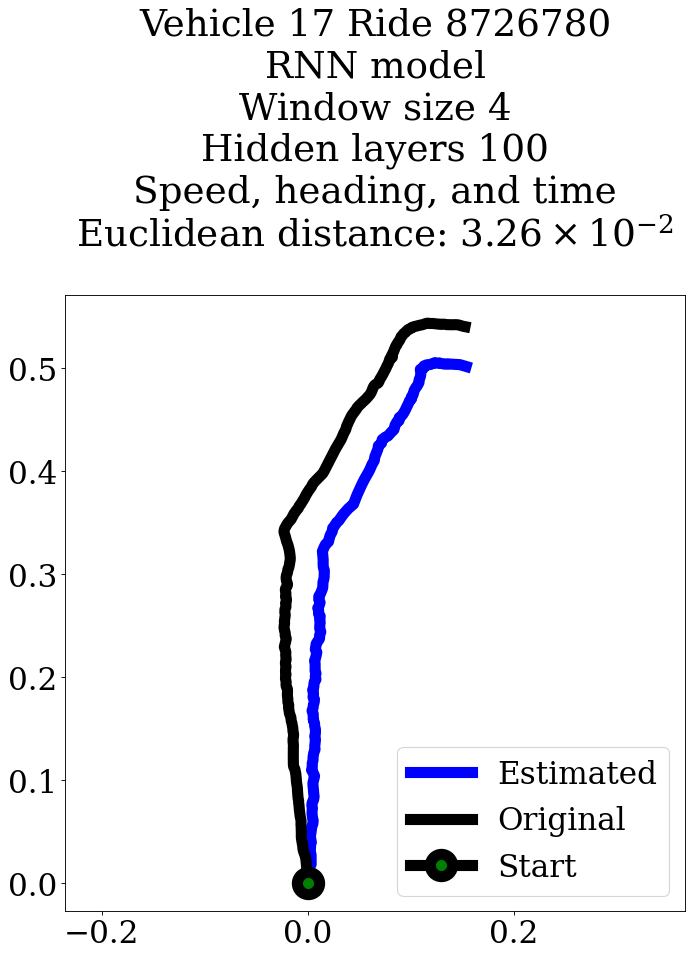 Vehicle 17 Ride 8726780
RNN model
Window size 4
Hidden layers 100
Speed, heading, and time
Euclidean distance: 3.26 × 10⁻²
0.5
0.4
0.3
0.2
0.1
0.0
Estimated
Original
Start
−0.2
0.0
0.2